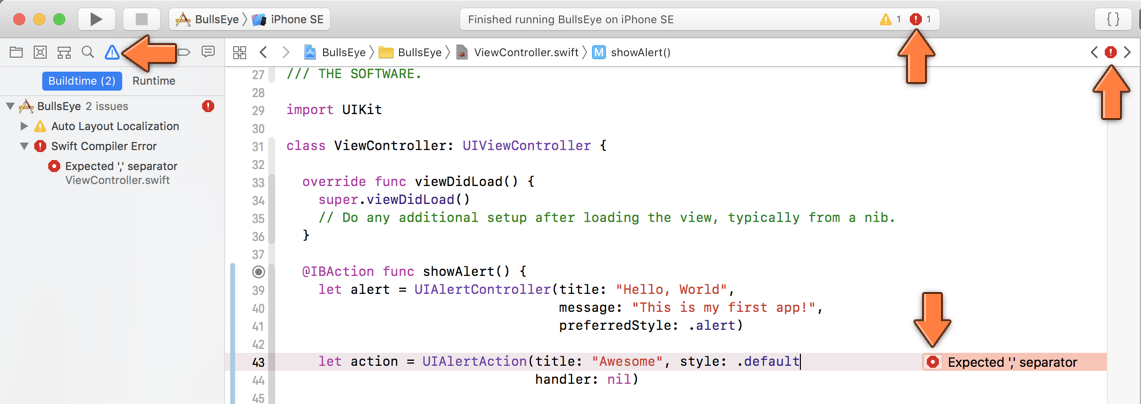 BullsEye iPhone SE Finished running BullsEye on iPhone SE 1 1 { }
BullsEye BullsEye ViewController.swift M showAlert()
Buildtime (2) Runtime
BullsEye 2 issues
Auto Layout Localization
Swift Compiler Error
Expected ',' separator
ViewController.swift
27 /// THE SOFTWARE.
28
29 import UIKit
30
31 class ViewController: UIViewController {
32
33 override func viewDidLoad() {
34 super.viewDidLoad()
35 // Do any additional setup after loading the view, typically from a nib.
36 }
37
@IBAction func showAlert() {
39 let alert = UIAlertController(title: "Hello, World",
40 message: "This is my first app!",
41 preferredStyle: .alert)
42
43 let action = UIAlertAction(title: "Awesome", style: .default Expected ',' separator
44 handler: nil)
45